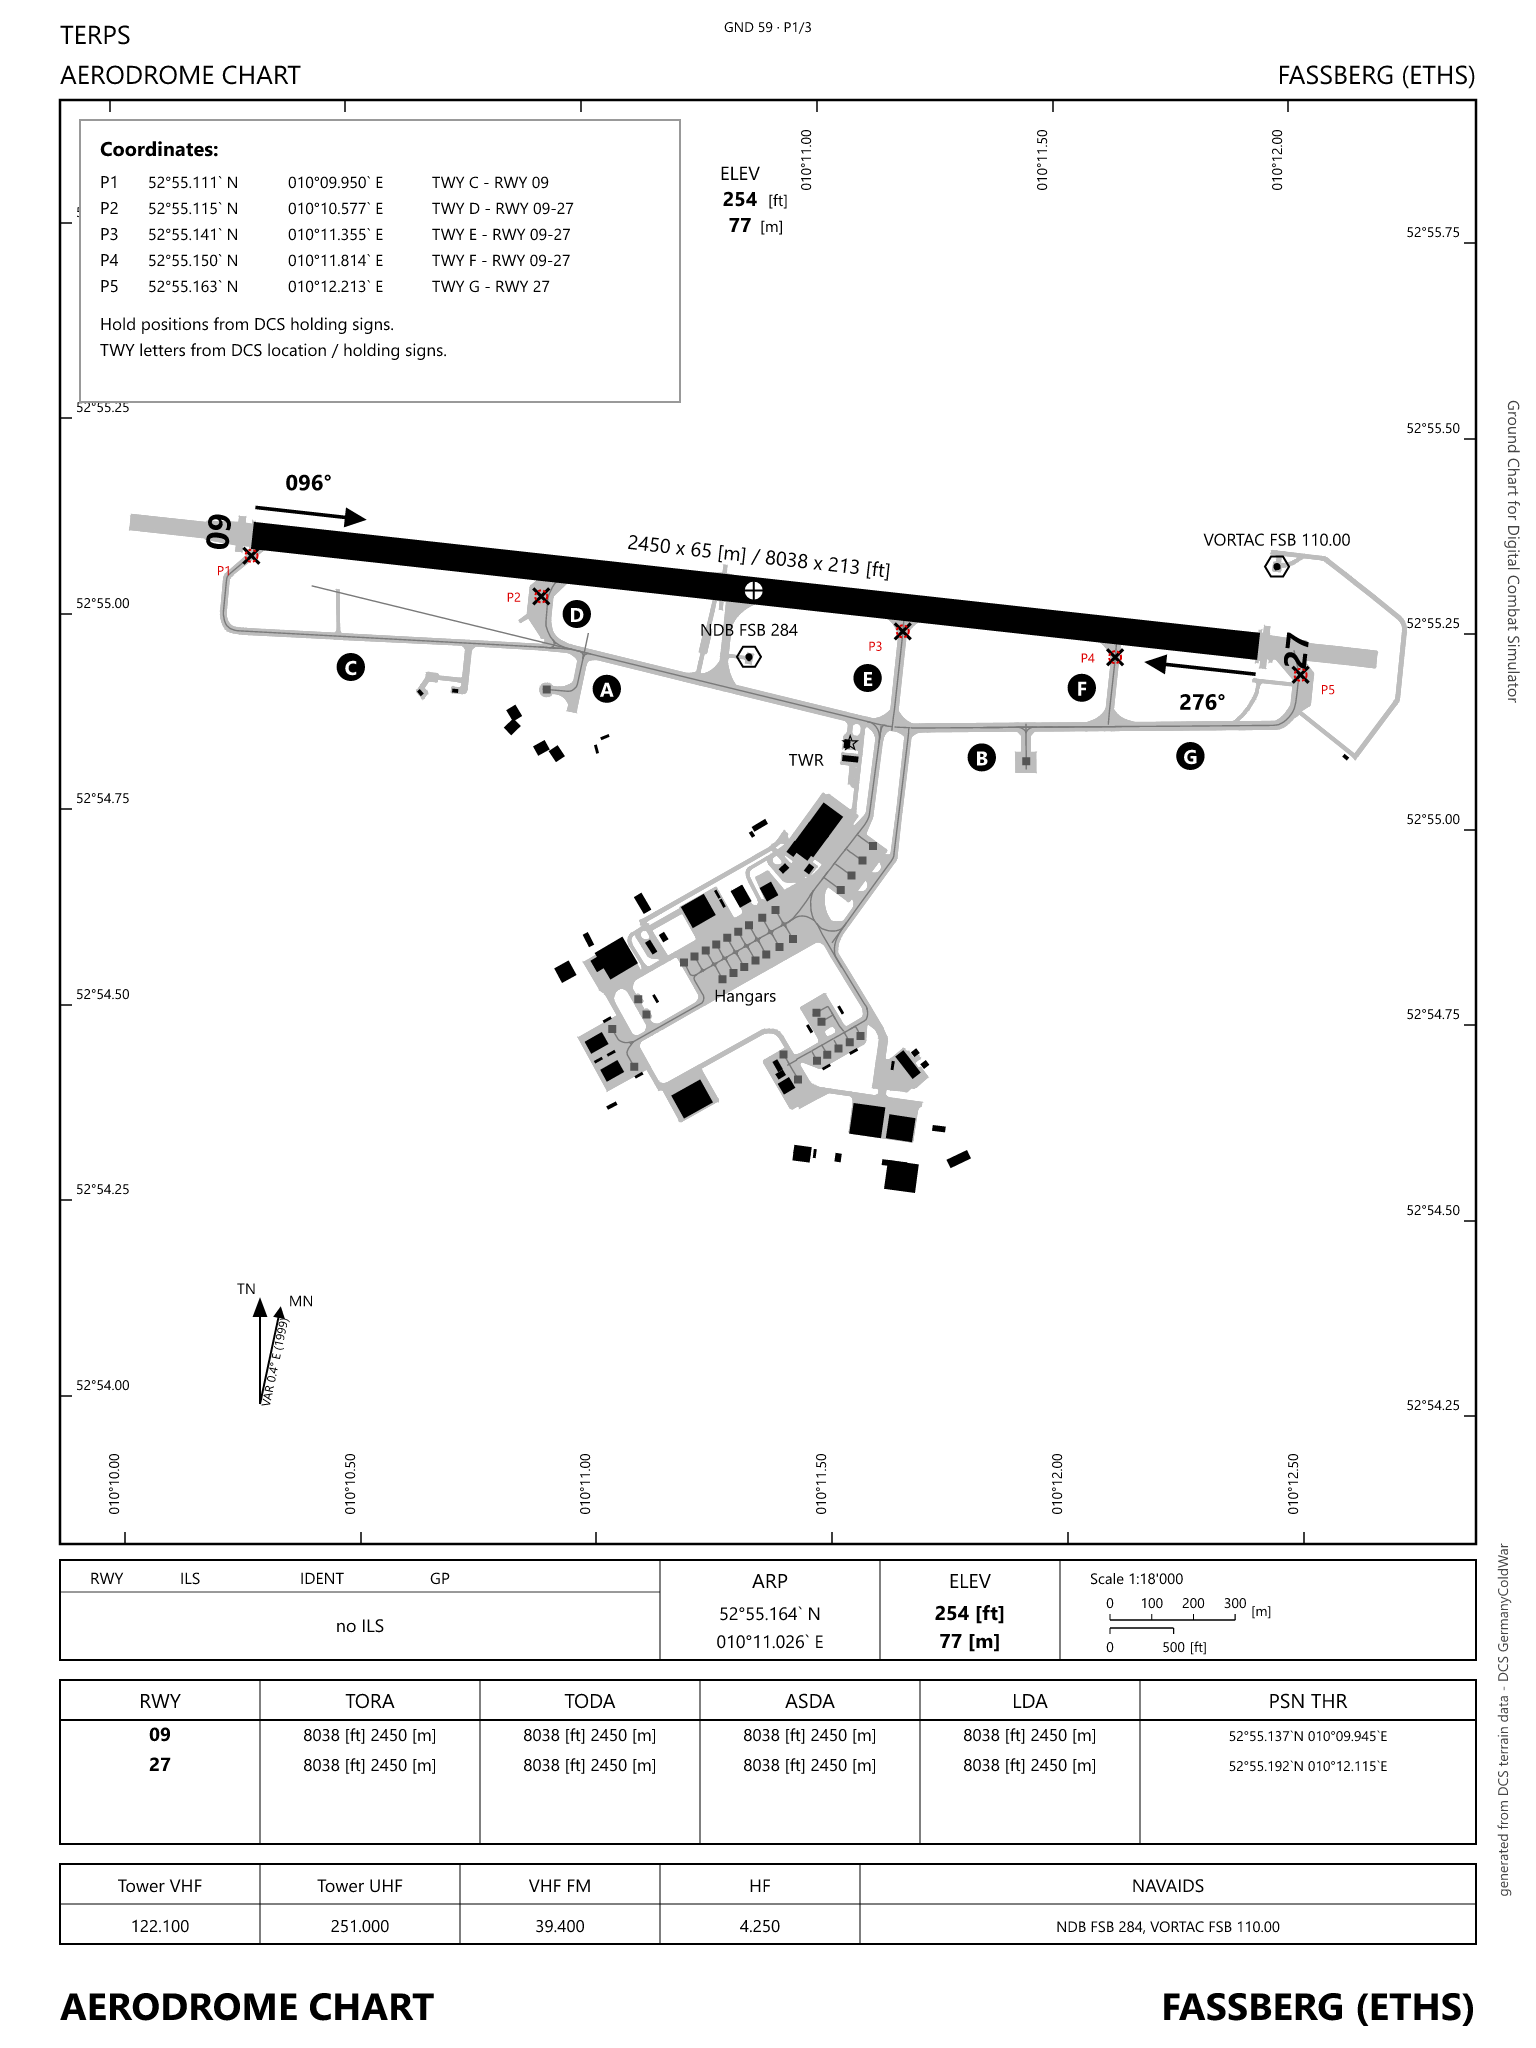 GND 59 · P1/3
TERPS
AERODROME CHART
FASSBERG (ETHS)
Coordinates:
P1 52°55.111` N 010°09.950` E TWY C - RWY 09
P2 52°55.115` N 010°10.577` E TWY D - RWY 09-27
P3 52°55.141` N 010°11.355` E TWY E - RWY 09-27
P4 52°55.150` N 010°11.814` E TWY F - RWY 09-27
P5 52°55.163` N 010°12.213` E TWY G - RWY 27
Hold positions from DCS holding signs.
TWY letters from DCS location / holding signs.
ELEV
254 [ft]
77 [m]
010°11.00
010°11.50
010°12.00
52°55.75
52°55.25
52°55.50
096°
09
P1
2450 x 65 [m] / 8038 x 213 [ft]
VORTAC FSB 110.00
52°55.00
P2
D
NDB FSB 284
P3
P4
52°55.25
27
C
A
E
F
276°
P5
TWR
B
G
52°54.75
52°55.00
52°54.50
Hangars
52°54.75
52°54.25
52°54.50
TN
MN
VAR 0.4° E (1999)
52°54.00
52°54.25
010°10.00
010°10.50
010°11.00
010°11.50
010°12.00
010°12.50
Ground Chart for Digital Combat Simulator
RWY ILS IDENT GP
no ILS
ARP
52°55.164` N
010°11.026` E
ELEV
254 [ft]
77 [m]
Scale 1:18'000
0 100 200 300 [m]
0 500 [ft]
RWY TORA TODA ASDA LDA PSN THR
09 8038 [ft] 2450 [m] 8038 [ft] 2450 [m] 8038 [ft] 2450 [m] 8038 [ft] 2450 [m] 52°55.137`N 010°09.945`E
27 8038 [ft] 2450 [m] 8038 [ft] 2450 [m] 8038 [ft] 2450 [m] 8038 [ft] 2450 [m] 52°55.192`N 010°12.115`E
Tower VHF Tower UHF VHF FM HF NAVAIDS
122.100 251.000 39.400 4.250 NDB FSB 284, VORTAC FSB 110.00
generated from DCS terrain data - DCS GermanyColdWar
AERODROME CHART
FASSBERG (ETHS)